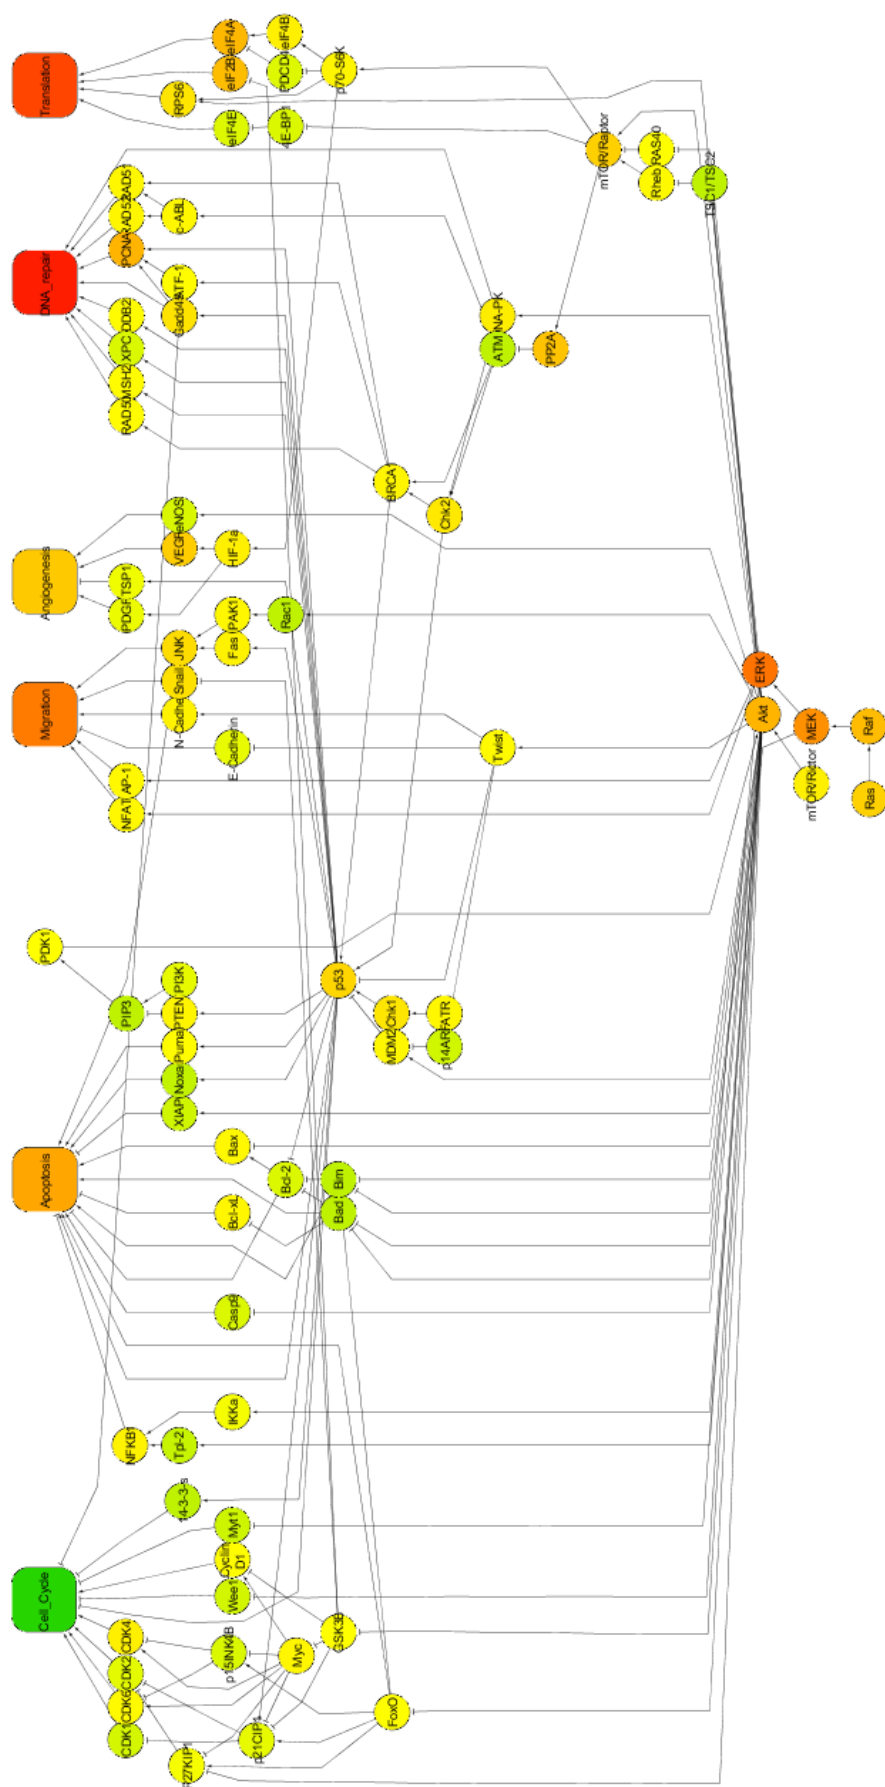 Translation
eIF4A
eIF4B
eIF2B
PDCD4
p70-S6K
RPS6
eIF4E
4E-BP1
mTOR/Raptor
RAS40
Rheb
TSC1/TSC2
RAD51
RAD52
c-ABL
PCNA
DNA_repair
ATF-1
Gadd45
DDB2
XPC
MSH2
RAD50
NA-PK
ATM
PP2A
BRCA
Chk2
eNOS
VEGF
HIF-1a
Angiogenesis
TSP1
PDGF
Rac1
PAK1
JNK
Fas
Snail
N-Cadhe
Migration
E-Cadherin
Twist
AP-1
NFAT
ERK
Akt
MEK
Raf
mTOR/Rictor
Ras
PDK1
PI3K
PIP3
PTEN
p53
Chk1
ATR
Puma
MDM2
p14ARF
Noxa
XIAP
Bax
Apoptosis
Bcl-2
Bim
Bcl-xL
Bad
Casp9
IKKa
NFKB1
Tpl-2
14-3-3-s
Myt1
Cyclin
D1
Wee1
Cell_Cycle
CDK4
GSK3B
p15INK4B
Myc
CDK2
CDK6
FoxO
CDK1
p21CIP1
P27KIP1